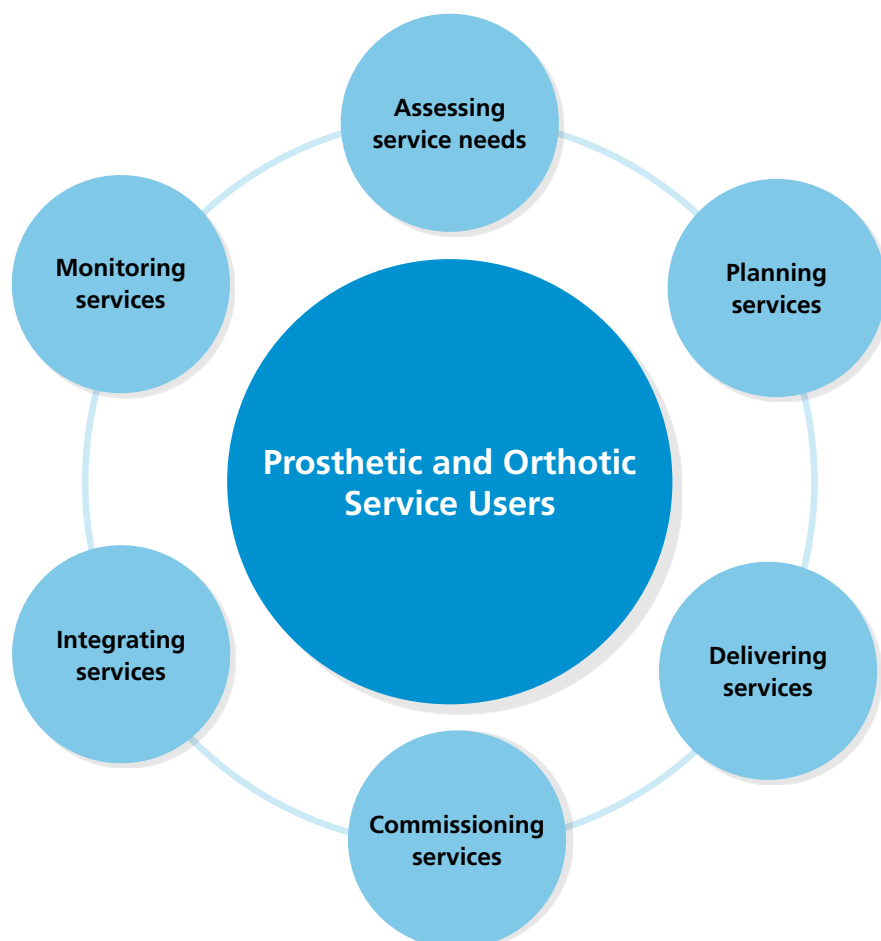 Assessing
service needs
Planning
services
Delivering
services
Commissioning
services
Integrating
services
Monitoring
services
Prosthetic and Orthotic
Service Users